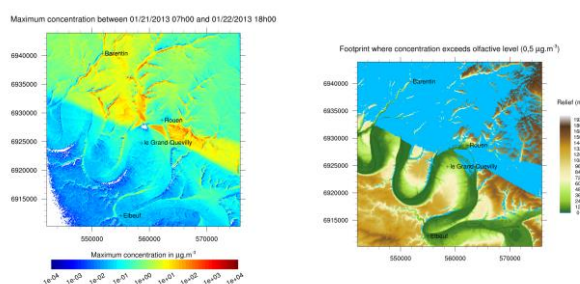 Maximum concentration between 01/21/2013 07h00 and 01/22/2013 18h00
6940000
6935000
6930000
6925000
6920000
6915000
Barentin
Rouen
le Grand-Quevilly
Elbeuf
550000 560000 570000
Maximum concentration in µg.m⁻³
1e-04 1e-03 1e-02 1e-01 1e+00 1e+01 1e+02 1e+03 1e+04
Footprint where concentration exceeds olfactive level (0,5 µg.m⁻³)
6940000
6935000
6930000
6925000
6920000
6915000
Rouen
le Grand-Quevilly
Elbeuf
550000 560000 570000
Relief (m